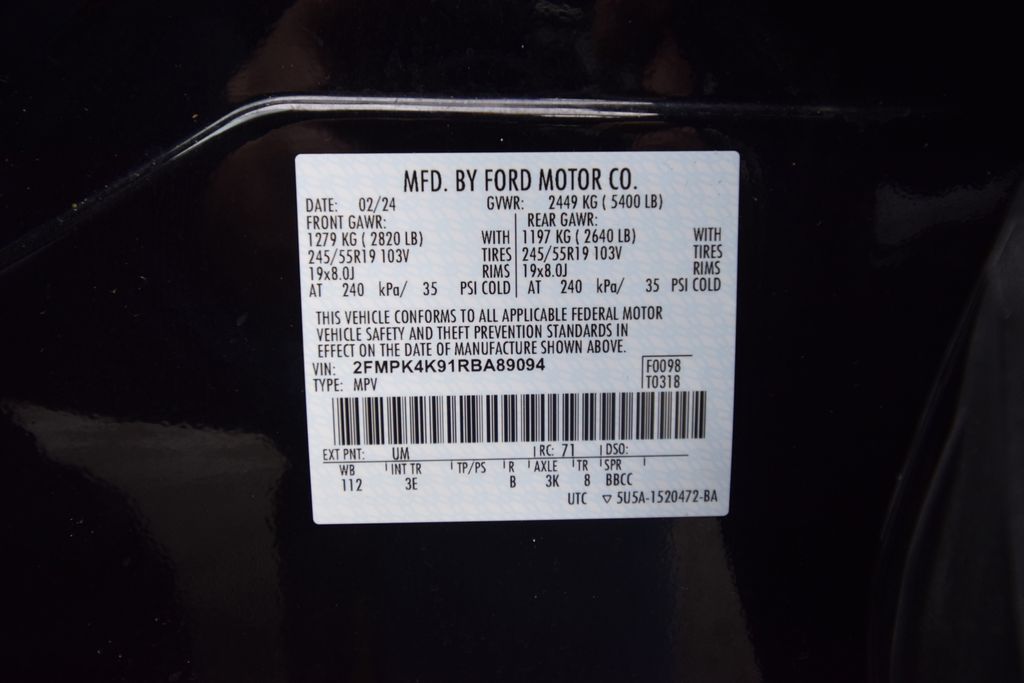 MFD. BY FORD MOTOR CO.
DATE: 02/24 GVWR: 2449 KG ( 5400 LB)
FRONT GAWR: REAR GAWR:
1279 KG ( 2820 LB) WITH 1197 KG ( 2640 LB) WITH
245/55R19 103V TIRES 245/55R19 103V TIRES
19x8.0J RIMS 19x8.0J RIMS
AT 240 kPa/ 35 PSI COLD AT 240 kPa/ 35 PSI COLD
THIS VEHICLE CONFORMS TO ALL APPLICABLE FEDERAL MOTOR
VEHICLE SAFETY AND THEFT PREVENTION STANDARDS IN
EFFECT ON THE DATE OF MANUFACTURE SHOWN ABOVE.
VIN: 2FMPK4K91RBA89094 F0098
TYPE: MPV T0318
EXT PNT: UM RC: 71 DSO:
WB INT TR TP/PS R AXLE TR SPR
112 3E B 3K 8 BBCC
UTC ▽ 5U5A-1520472-BA